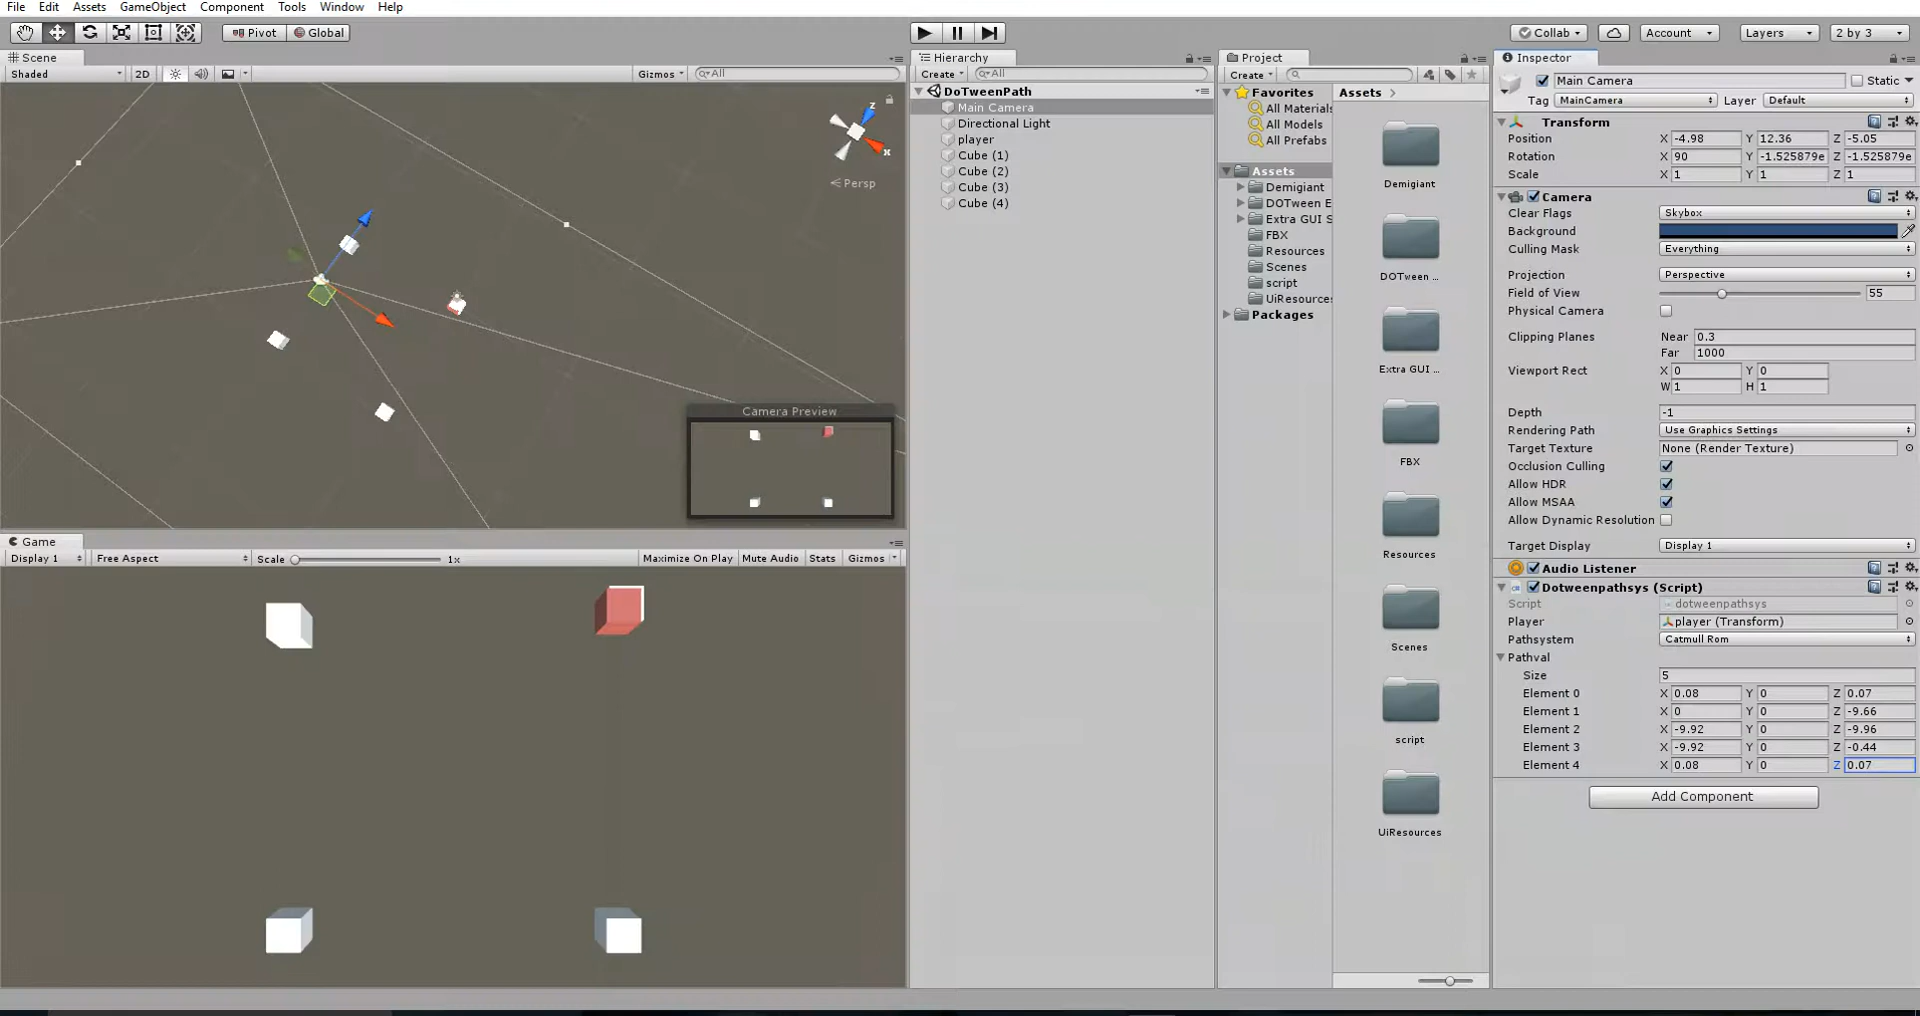 File Edit Assets GameObject Component Tools Window Help
Pivot Global
Collab Account Layers 2 by 3
Scene
Shaded 2D Gizmos All
Persp
Camera Preview
Game
Display 1 Free Aspect Scale 1x Maximize On Play Mute Audio Stats Gizmos
Hierarchy
Create All
DoTweenPath
Main Camera
Directional Light
player
Cube (1)
Cube (2)
Cube (3)
Cube (4)
Project
Create
Favorites
All Materials
All Models
All Prefabs
Assets
Demigiant
DOTween E
Extra GUI S
FBX
Resources
Scenes
script
UiResources
Packages
Assets
Demigiant
DOTween ...
Extra GUI ...
FBX
Resources
Scenes
script
UiResources
Inspector
Main Camera Static
Tag MainCamera Layer Default
Transform
Position X -4.98 Y 12.36 Z -5.05
Rotation X 90 Y -1.525879e Z -1.525879e
Scale X 1 Y 1 Z 1
Camera
Clear Flags Skybox
Background
Culling Mask Everything
Projection Perspective
Field of View 55
Physical Camera
Clipping Planes Near 0.3
Far 1000
Viewport Rect X 0 Y 0
W 1 H 1
Depth -1
Rendering Path Use Graphics Settings
Target Texture None (Render Texture)
Occlusion Culling
Allow HDR
Allow MSAA
Allow Dynamic Resolution
Target Display Display 1
Audio Listener
Dotweenpathsys (Script)
Script dotweenpathsys
Player player (Transform)
Pathsystem Catmull Rom
Pathval
Size 5
Element 0 X 0.08 Y 0 Z 0.07
Element 1 X 0 Y 0 Z -9.66
Element 2 X -9.92 Y 0 Z -9.96
Element 3 X -9.92 Y 0 Z -0.44
Element 4 X 0.08 Y 0 Z 0.07
Add Component